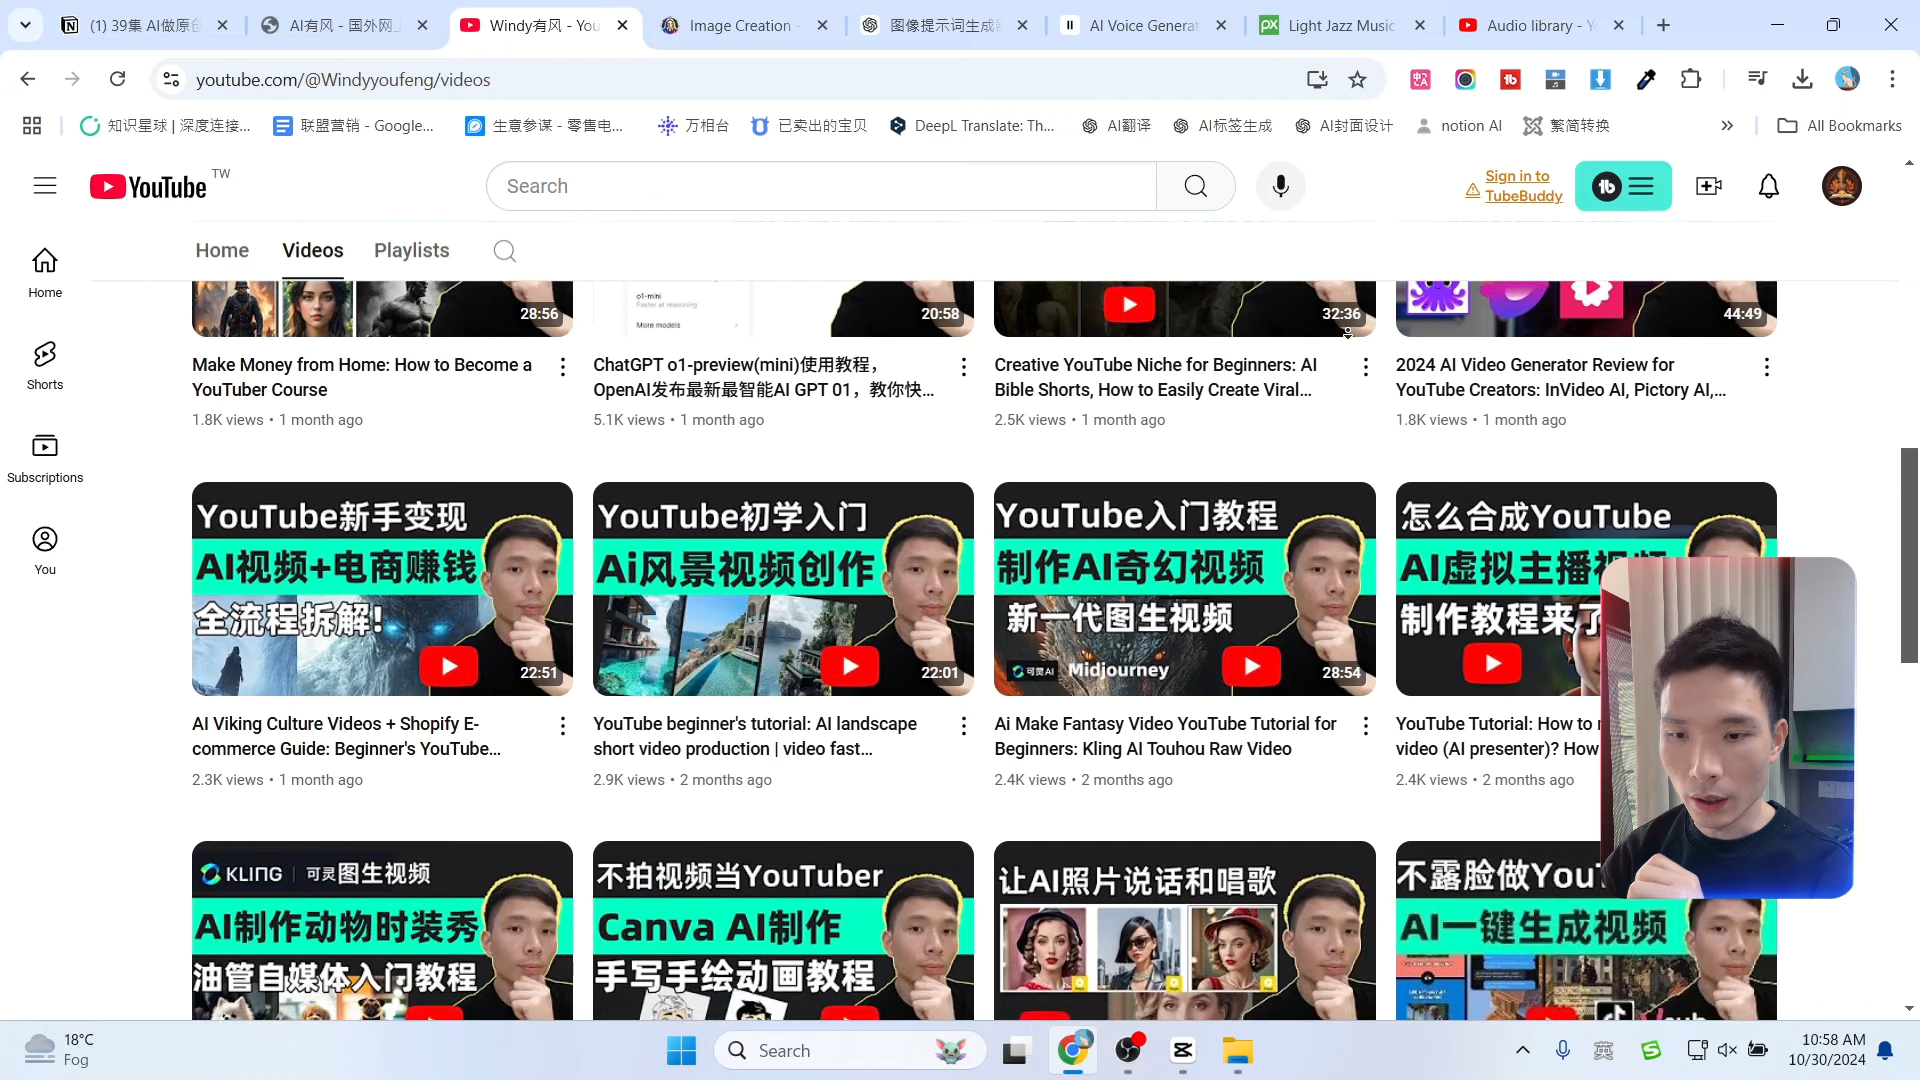 (1) 39集 AI做原创
AI有风 - 国外网上
Windy有风 - You
Image Creation -
图像提示词生成器
AI Voice Generat
Light Jazz Music
Audio library - Y
youtube.com/@Windyyoufeng/videos
知识星球 | 深度连接...
联盟营销 - Google...
生意参谋 - 零售电...
万相台
已卖出的宝贝
DeepL Translate: Th...
AI翻译
AI标签生成
AI封面设计
notion AI
繁简转换
All Bookmarks
YouTube TW
Search
Sign in to
TubeBuddy
Home
Videos
Playlists
Home
Shorts
Subscriptions
You
28:56
o1-mini
Faster at reasoning
More models
20:58
32:36
44:49
Make Money from Home: How to Become a
YouTuber Course
1.8K views • 1 month ago
ChatGPT o1-preview(mini)使用教程，
OpenAI发布最新最智能AI GPT 01，教你快...
5.1K views • 1 month ago
Creative YouTube Niche for Beginners: AI
Bible Shorts, How to Easily Create Viral...
2.5K views • 1 month ago
2024 AI Video Generator Review for
YouTube Creators: InVideo AI, Pictory AI,...
1.8K views • 1 month ago
YouTube新手变现
AI视频+电商赚钱
全流程拆解!
22:51
YouTube初学入门
Ai风景视频创作
22:01
YouTube入门教程
制作AI奇幻视频
新一代图生视频
可灵AI
Midjourney
28:54
怎么合成YouTube
AI虚拟主播视频
制作教程来了
AI Viking Culture Videos + Shopify E-
commerce Guide: Beginner's YouTube...
2.3K views • 1 month ago
YouTube beginner's tutorial: AI landscape
short video production | video fast...
2.9K views • 2 months ago
Ai Make Fantasy Video YouTube Tutorial for
Beginners: Kling AI Touhou Raw Video
2.4K views • 2 months ago
YouTube Tutorial: How to
video (AI presenter)? How
2.4K views • 2 months ago
KLING 可灵图生视频
AI制作动物时装秀
油管自媒体入门教程
不拍视频当YouTuber
Canva AI制作
手写手绘动画教程
让AI照片说话和唱歌
不露脸做You
AI一键生成视频
18°C
Fog
Search
英
10:58 AM
10/30/2024